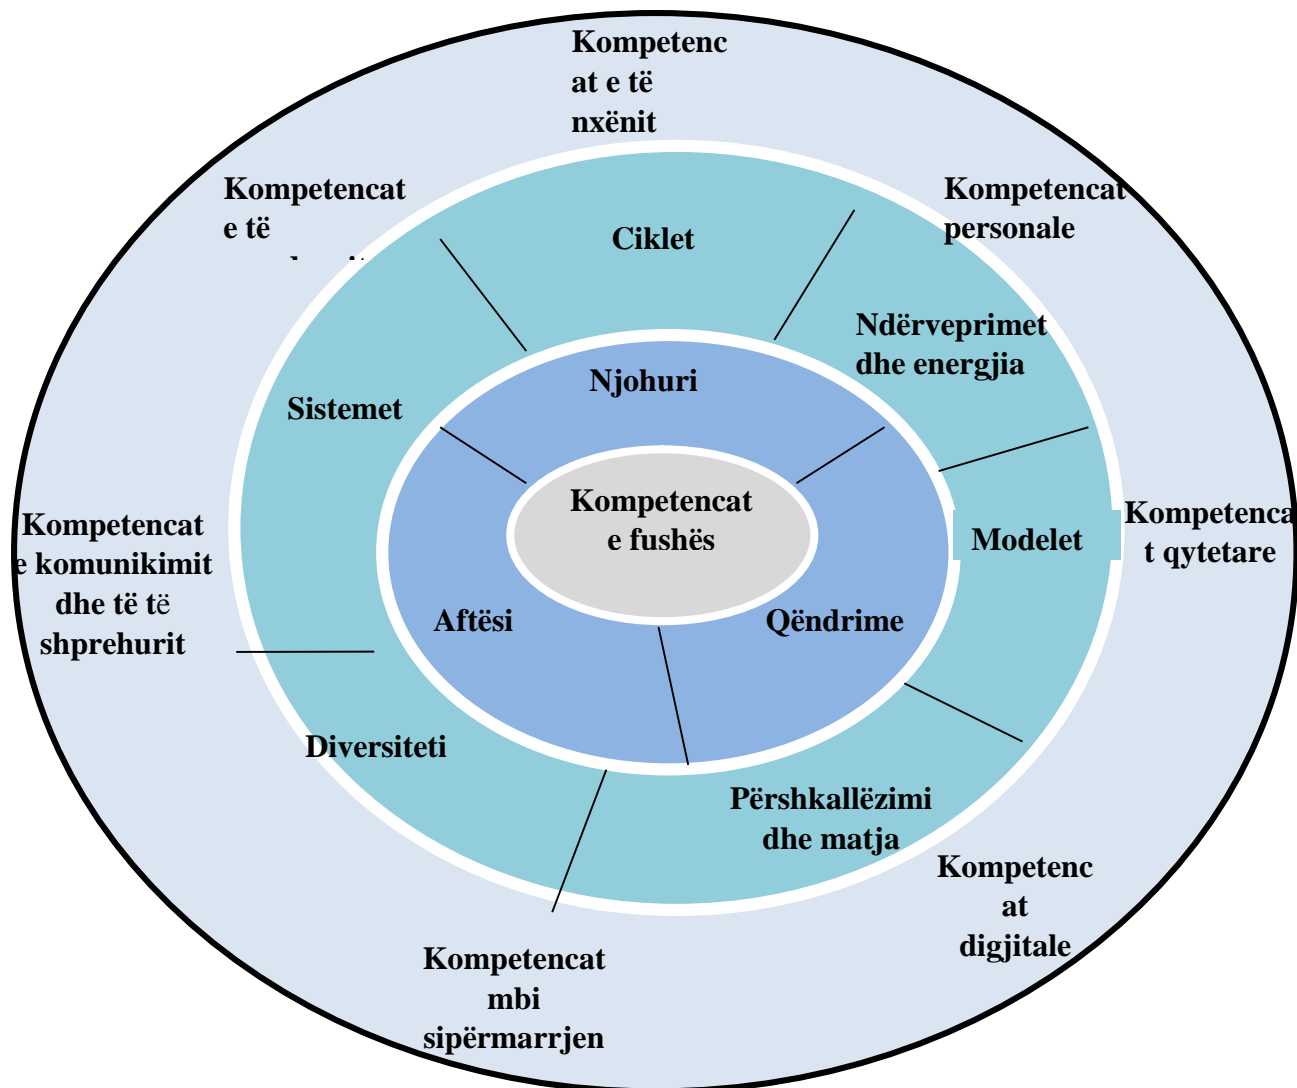 Kompetenc
at e të
nxënit
Kompetencat
e të
Kompetencat
personale
Ciklet
Ndërveprimet
dhe energjia
Njohuri
Sistemet
Kompetencat
e fushës
Kompetencat
e komunikimit
dhe të të
shprehurit
Modelet
Kompetenca
t qytetare
Aftësi
Qëndrime
Diversiteti
Përshkallëzimi
dhe matja
Kompetenc
at
digjitale
Kompetencat
mbi
sipërmarrjen